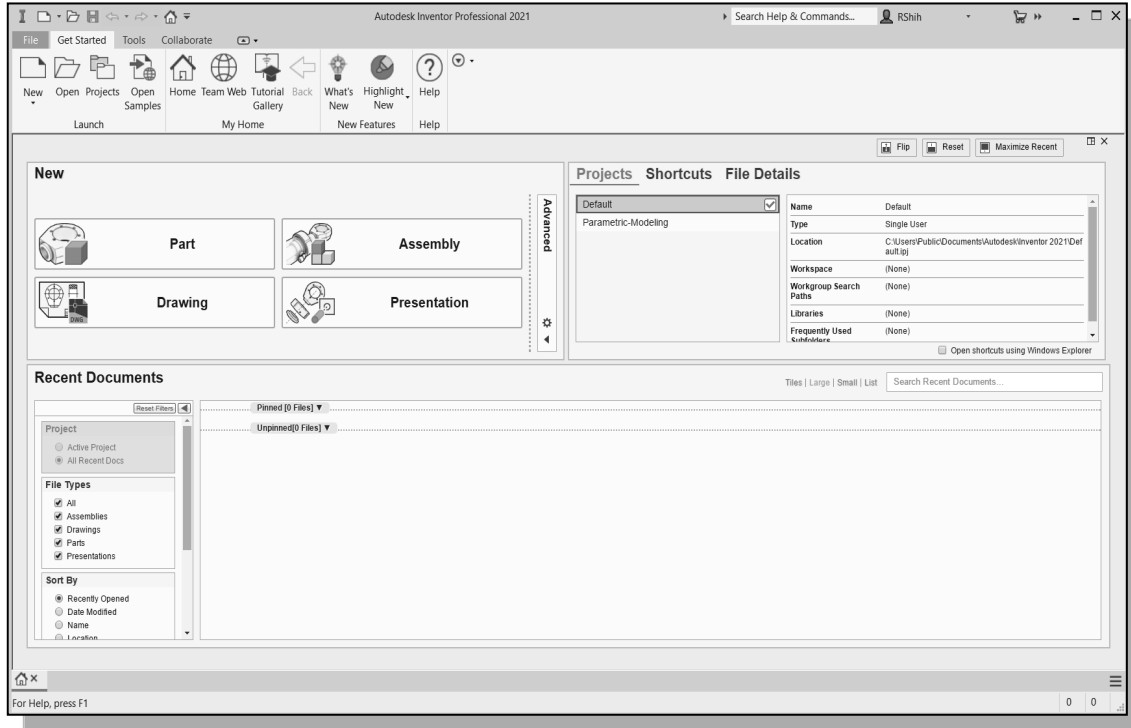 Autodesk Inventor Professional 2021
Search Help & Commands...
RShih
File Get Started Tools Collaborate
New Open Projects Open Samples Home Team Web Tutorial Gallery Back What's New Highlight New Help
Launch My Home New Features Help
Flip Reset Maximize Recent
New
Part
Assembly
Drawing
DWG
Presentation
Advanced
Projects Shortcuts File Details
Default
Parametric-Modeling
Name Default
Type Single User
Location C:\Users\Public\Documents\Autodesk\Inventor 2021\Def
ault.ipj
Workspace (None)
Workgroup Search (None)
Paths
Libraries (None)
Frequently Used (None)
Subfolders
Open shortcuts using Windows Explorer
Recent Documents
Tiles | Large | Small | List Search Recent Documents...
Reset Filters
Pinned [0 Files]
Unpinned[0 Files]
Project
Active Project
All Recent Docs
File Types
All
Assemblies
Drawings
Parts
Presentations
Sort By
Recently Opened
Date Modified
Name
Location
For Help, press F1
0 0